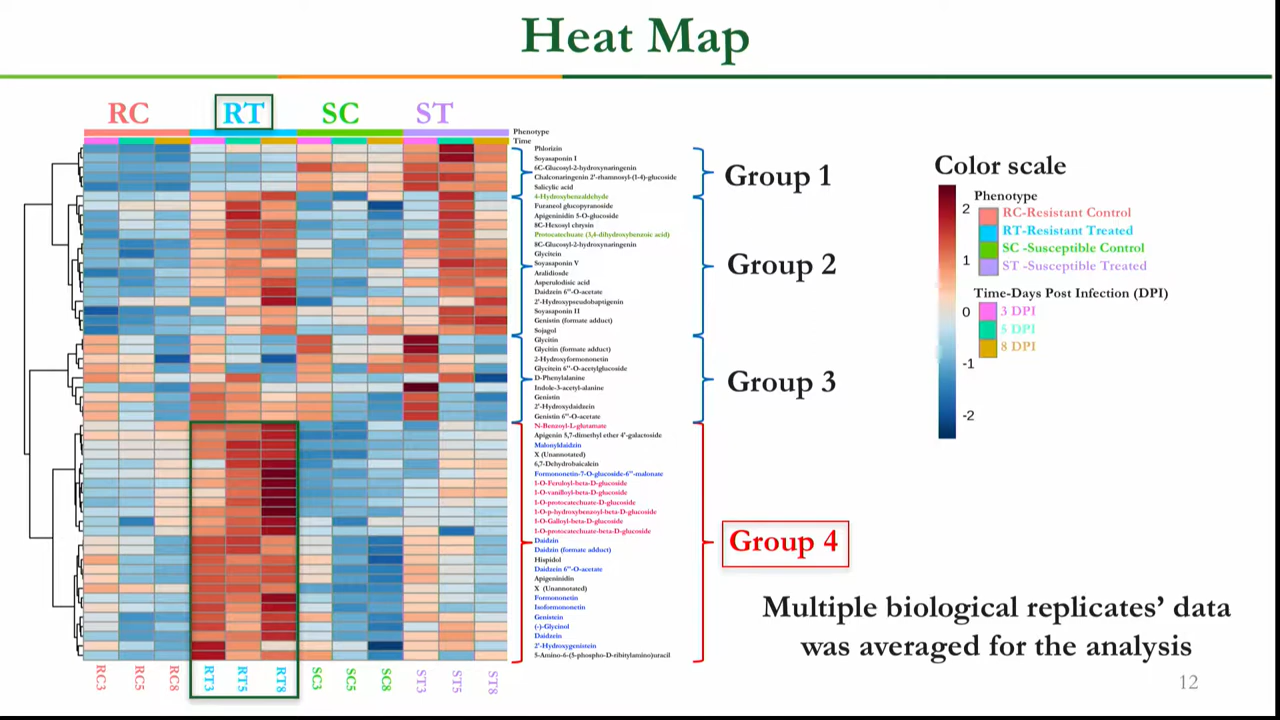 Heat Map
RC
RT
SC
ST
Phenotype
Time
Phlorizin
Soyasaponin I
6C-Glucosyl-2-hydroxynaringenin
Chalconaringenin 2'-rhamnosyl-(1-4)-glucoside
Salicylic acid
4-Hydroxybenzaldehyde
Furaneol glucopyranoside
Apigeninidin 5-O-glucoside
8C-Hexosyl chrysin
Protocatechuate (3,4-dihydroxybenzoic acid)
8C-Glucosyl-2-hydroxynaringenin
Glycitein
Soyasaponin V
Aralidioside
Asperulosidic acid
Daidzein 6''-O-acetate
2'-Hydroxypseudobaptigenin
Soyasaponin II
Genistin (formate adduct)
Sojagol
Glycitin
Glycitin (formate adduct)
2-Hydroxyformononetin
Glycitein 6''-O-acetylglucoside
D-Phenylalanine
Indole-3-acetyl-alanine
Genistin
2'-Hydroxydaidzein
Genistin 6''-O-acetate
N-Benzoyl-L-glutamate
Apigenin 5,7-dimethyl ether 4'-galactoside
Malonyldaidzin
X (Unannotated)
6,7-Dehydrobaicalein
Formononetin-7-O-glucoside-6''-malonate
1-O-Feruloyl-beta-D-glucoside
1-O-vanilloyl-beta-D-glucoside
1-O-protocatechuate-D-glucoside
1-O-p-hydroxybenzoyl-beta-D-glucoside
1-O-Galloyl-beta-D-glucoside
1-O-protocatechuate-beta-D-glucoside
Daidzin
Daidzin (formate adduct)
Hispidol
Daidzein 6''-O-acetate
Apigeninidin
X (Unannotated)
Formononetin
Isoformononetin
Genistein
(-)-Glycinol
Daidzein
2'-Hydroxygenistein
5-Amino-6-(5-phospho-D-ribitylamino)uracil
RC3
RC5
RC8
RT3
RT5
RT8
SC3
SC5
SC8
ST3
ST5
ST8
Group 1
Group 2
Group 3
Group 4
Color scale
2
1
0
-1
-2
Phenotype
RC-Resistant Control
RT-Resistant Treated
SC -Susceptible Control
ST -Susceptible Treated
Time-Days Post Infection (DPI)
3 DPI
5 DPI
8 DPI
Multiple biological replicates' data
was averaged for the analysis
12